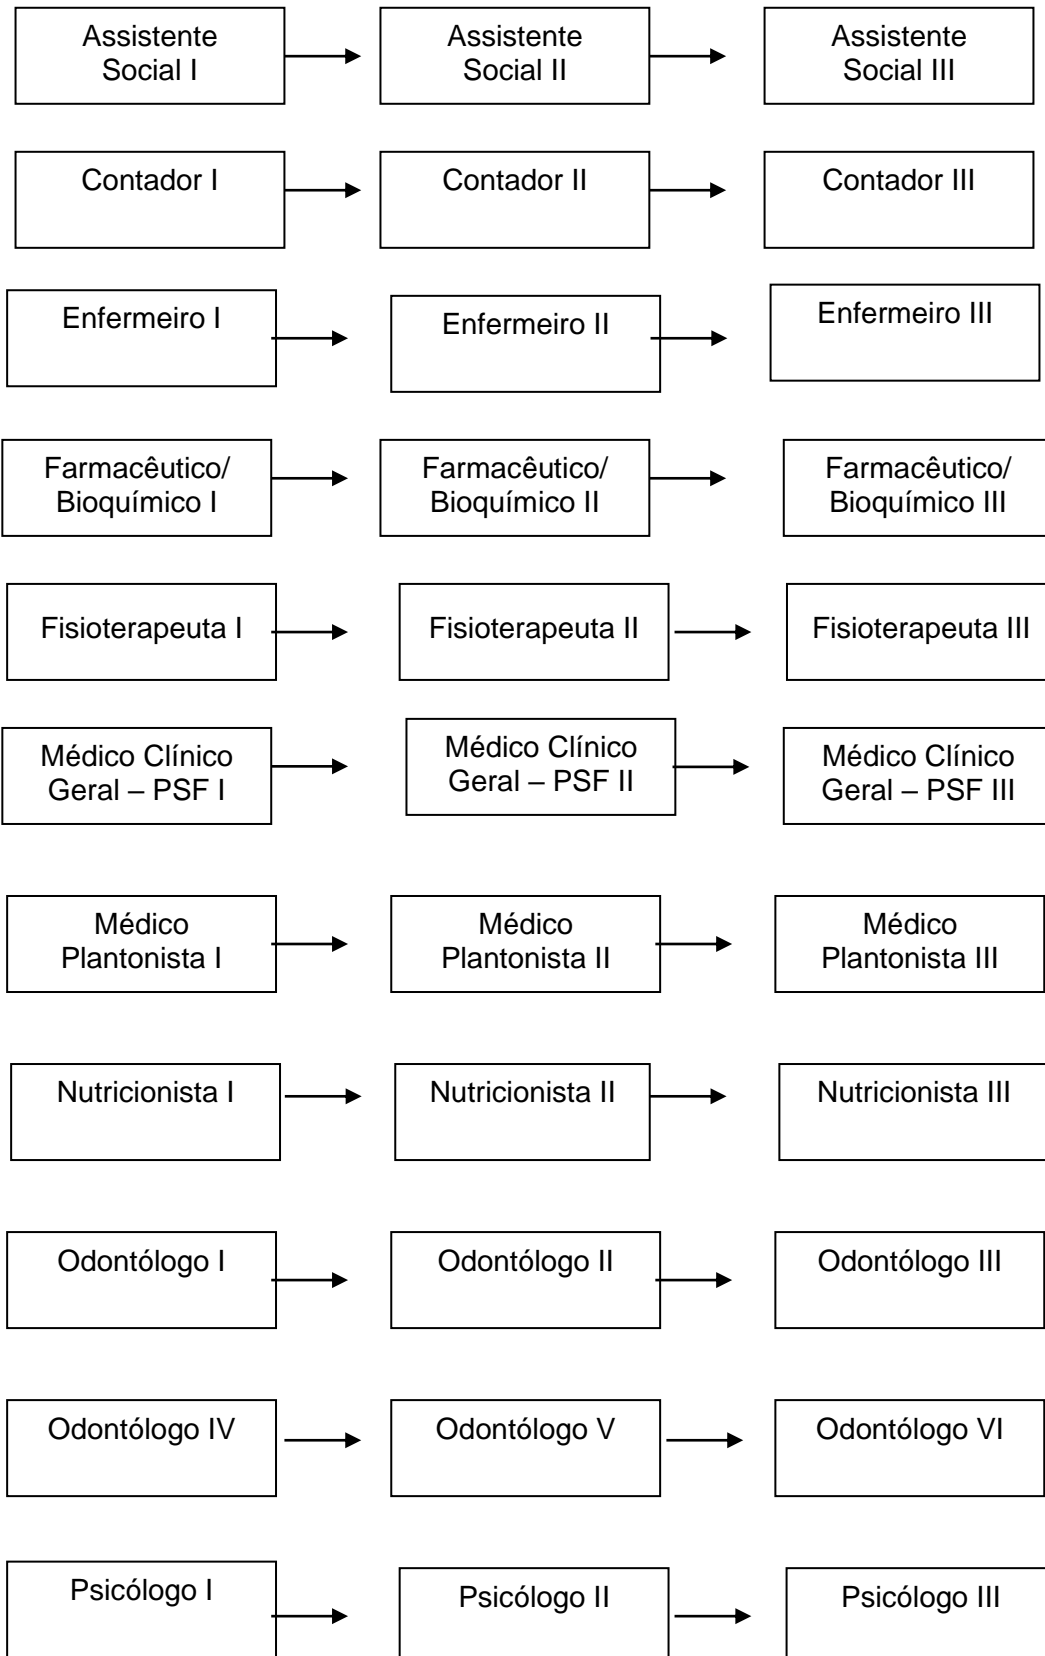 Assistente
Social I
Assistente
Social II
Assistente
Social III
Contador I
Contador II
Contador III
Enfermeiro I
Enfermeiro II
Enfermeiro III
Farmacêutico/
Bioquímico I
Farmacêutico/
Bioquímico II
Farmacêutico/
Bioquímico III
Fisioterapeuta I
Fisioterapeuta II
Fisioterapeuta III
Médico Clínico
Geral – PSF I
Médico Clínico
Geral – PSF II
Médico Clínico
Geral – PSF III
Médico
Plantonista I
Médico
Plantonista II
Médico
Plantonista III
Nutricionista I
Nutricionista II
Nutricionista III
Odontólogo I
Odontólogo II
Odontólogo III
Odontólogo IV
Odontólogo V
Odontólogo VI
Psicólogo I
Psicólogo II
Psicólogo III